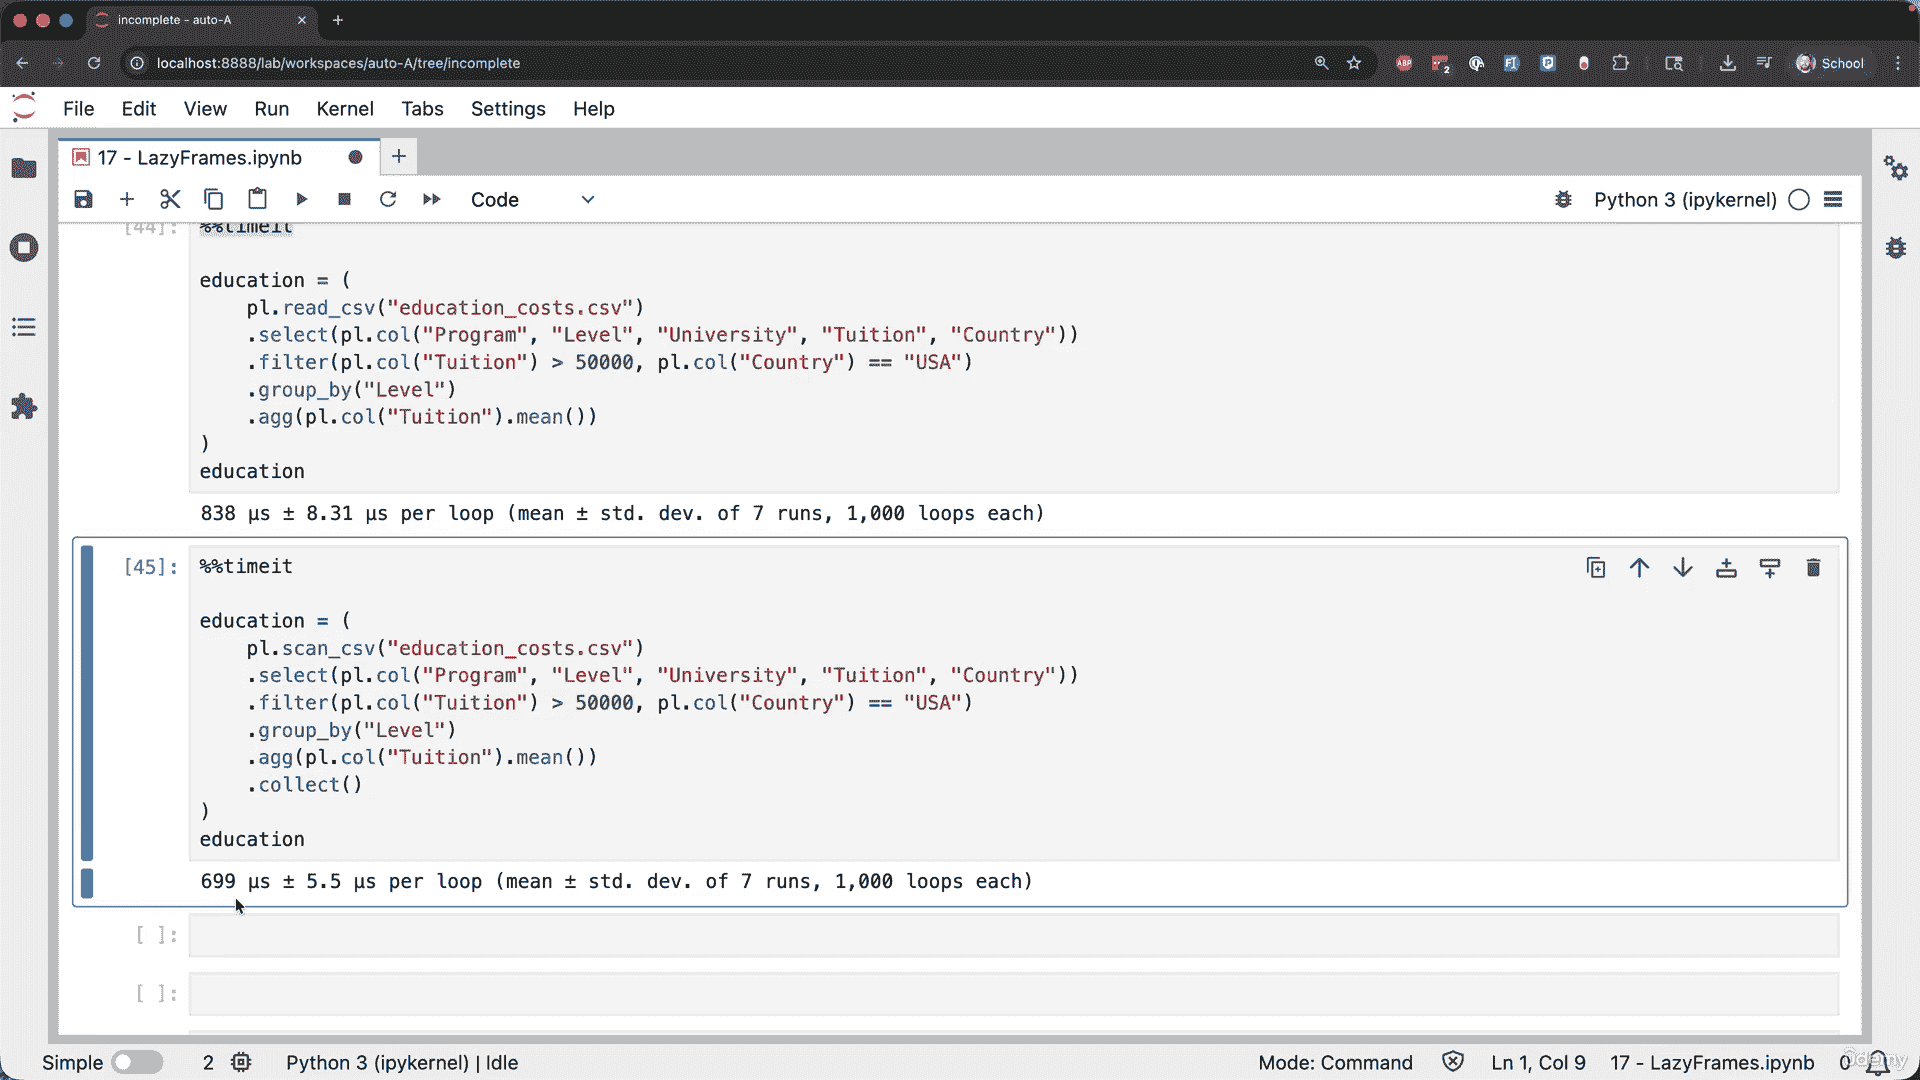 incomplete - auto-A
localhost:8888/lab/workspaces/auto-A/tree/incomplete
ABP
2
School
File Edit View Run Kernel Tabs Settings Help
17 - LazyFrames.ipynb
Code
Python 3 (ipykernel)
[44]: %%timeit
education = (
pl.read_csv("education_costs.csv")
.select(pl.col("Program", "Level", "University", "Tuition", "Country"))
.filter(pl.col("Tuition") > 50000, pl.col("Country") == "USA")
.group_by("Level")
.agg(pl.col("Tuition").mean())
)
education
838 µs ± 8.31 µs per loop (mean ± std. dev. of 7 runs, 1,000 loops each)
[45]: %%timeit
education = (
pl.scan_csv("education_costs.csv")
.select(pl.col("Program", "Level", "University", "Tuition", "Country"))
.filter(pl.col("Tuition") > 50000, pl.col("Country") == "USA")
.group_by("Level")
.agg(pl.col("Tuition").mean())
.collect()
)
education
699 µs ± 5.5 µs per loop (mean ± std. dev. of 7 runs, 1,000 loops each)
[ ]:
[ ]:
Simple 2 Python 3 (ipykernel) | Idle Mode: Command Ln 1, Col 9 17 - LazyFrames.ipynb 0
udemy